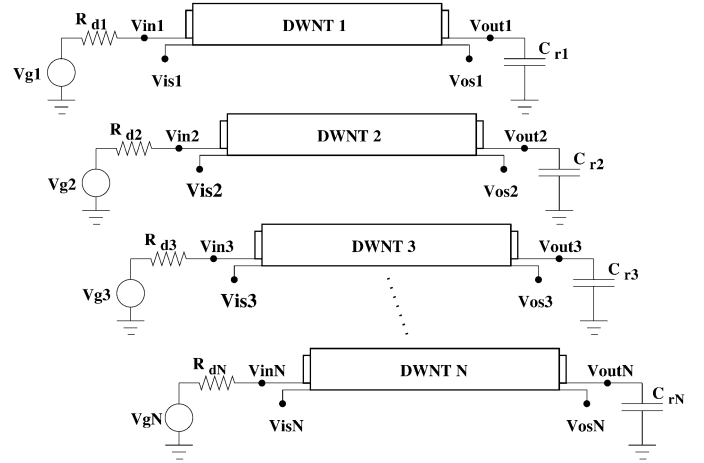 R d1 Vin1 DWNT 1 Vout1 C r1
Vg1 Vis1 Vos1
R d2 Vin2 DWNT 2 Vout2 C r2
Vg2 Vis2 Vos2
R d3 Vin3 DWNT 3 Vout3 C r3
Vg3 Vis3 Vos3
R dN VinN DWNT N VoutN C rN
VgN VisN VosN